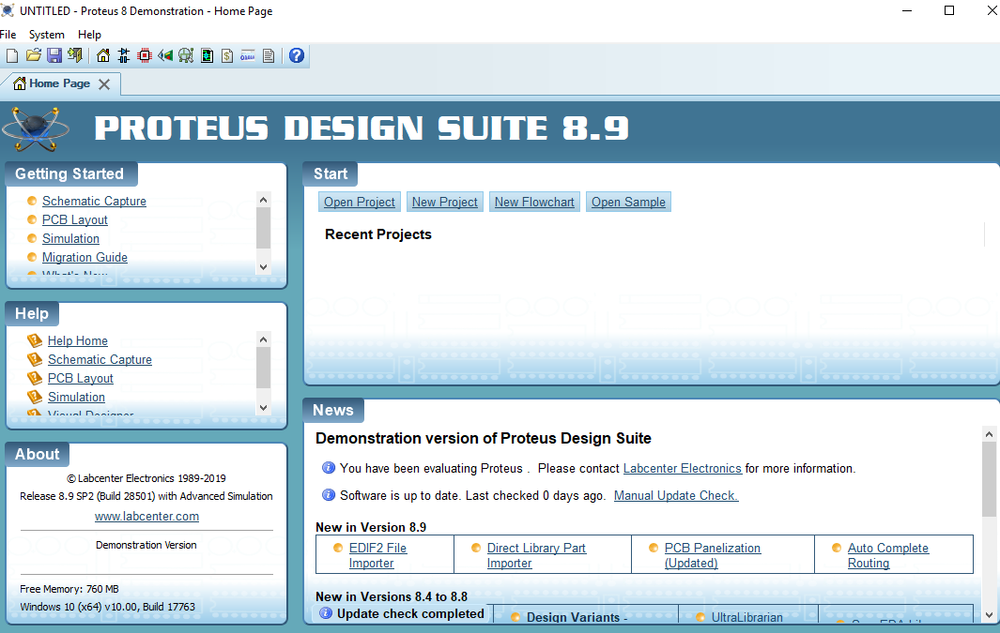 UNTITLED - Proteus 8 Demonstration - Home Page
File System Help
Home Page
PROTEUS DESIGN SUITE 8.9
Getting Started
Schematic Capture
PCB Layout
Simulation
Migration Guide
What's New
Help
Help Home
Schematic Capture
PCB Layout
Simulation
Visual Designer
About
© Labcenter Electronics 1989-2019
Release 8.9 SP2 (Build 28501) with Advanced Simulation
www.labcenter.com
Demonstration Version
Free Memory: 760 MB
Windows 10 (x64) v10.00, Build 17763
Start
Open Project New Project New Flowchart Open Sample
Recent Projects
News
Demonstration version of Proteus Design Suite
You have been evaluating Proteus . Please contact Labcenter Electronics for more information.
Software is up to date. Last checked 0 days ago. Manual Update Check.
New in Version 8.9
EDIF2 File Importer
Direct Library Part Importer
PCB Panelization (Updated)
Auto Complete Routing
New in Versions 8.4 to 8.8
Update check completed
Design Variants -
UltraLibrarian